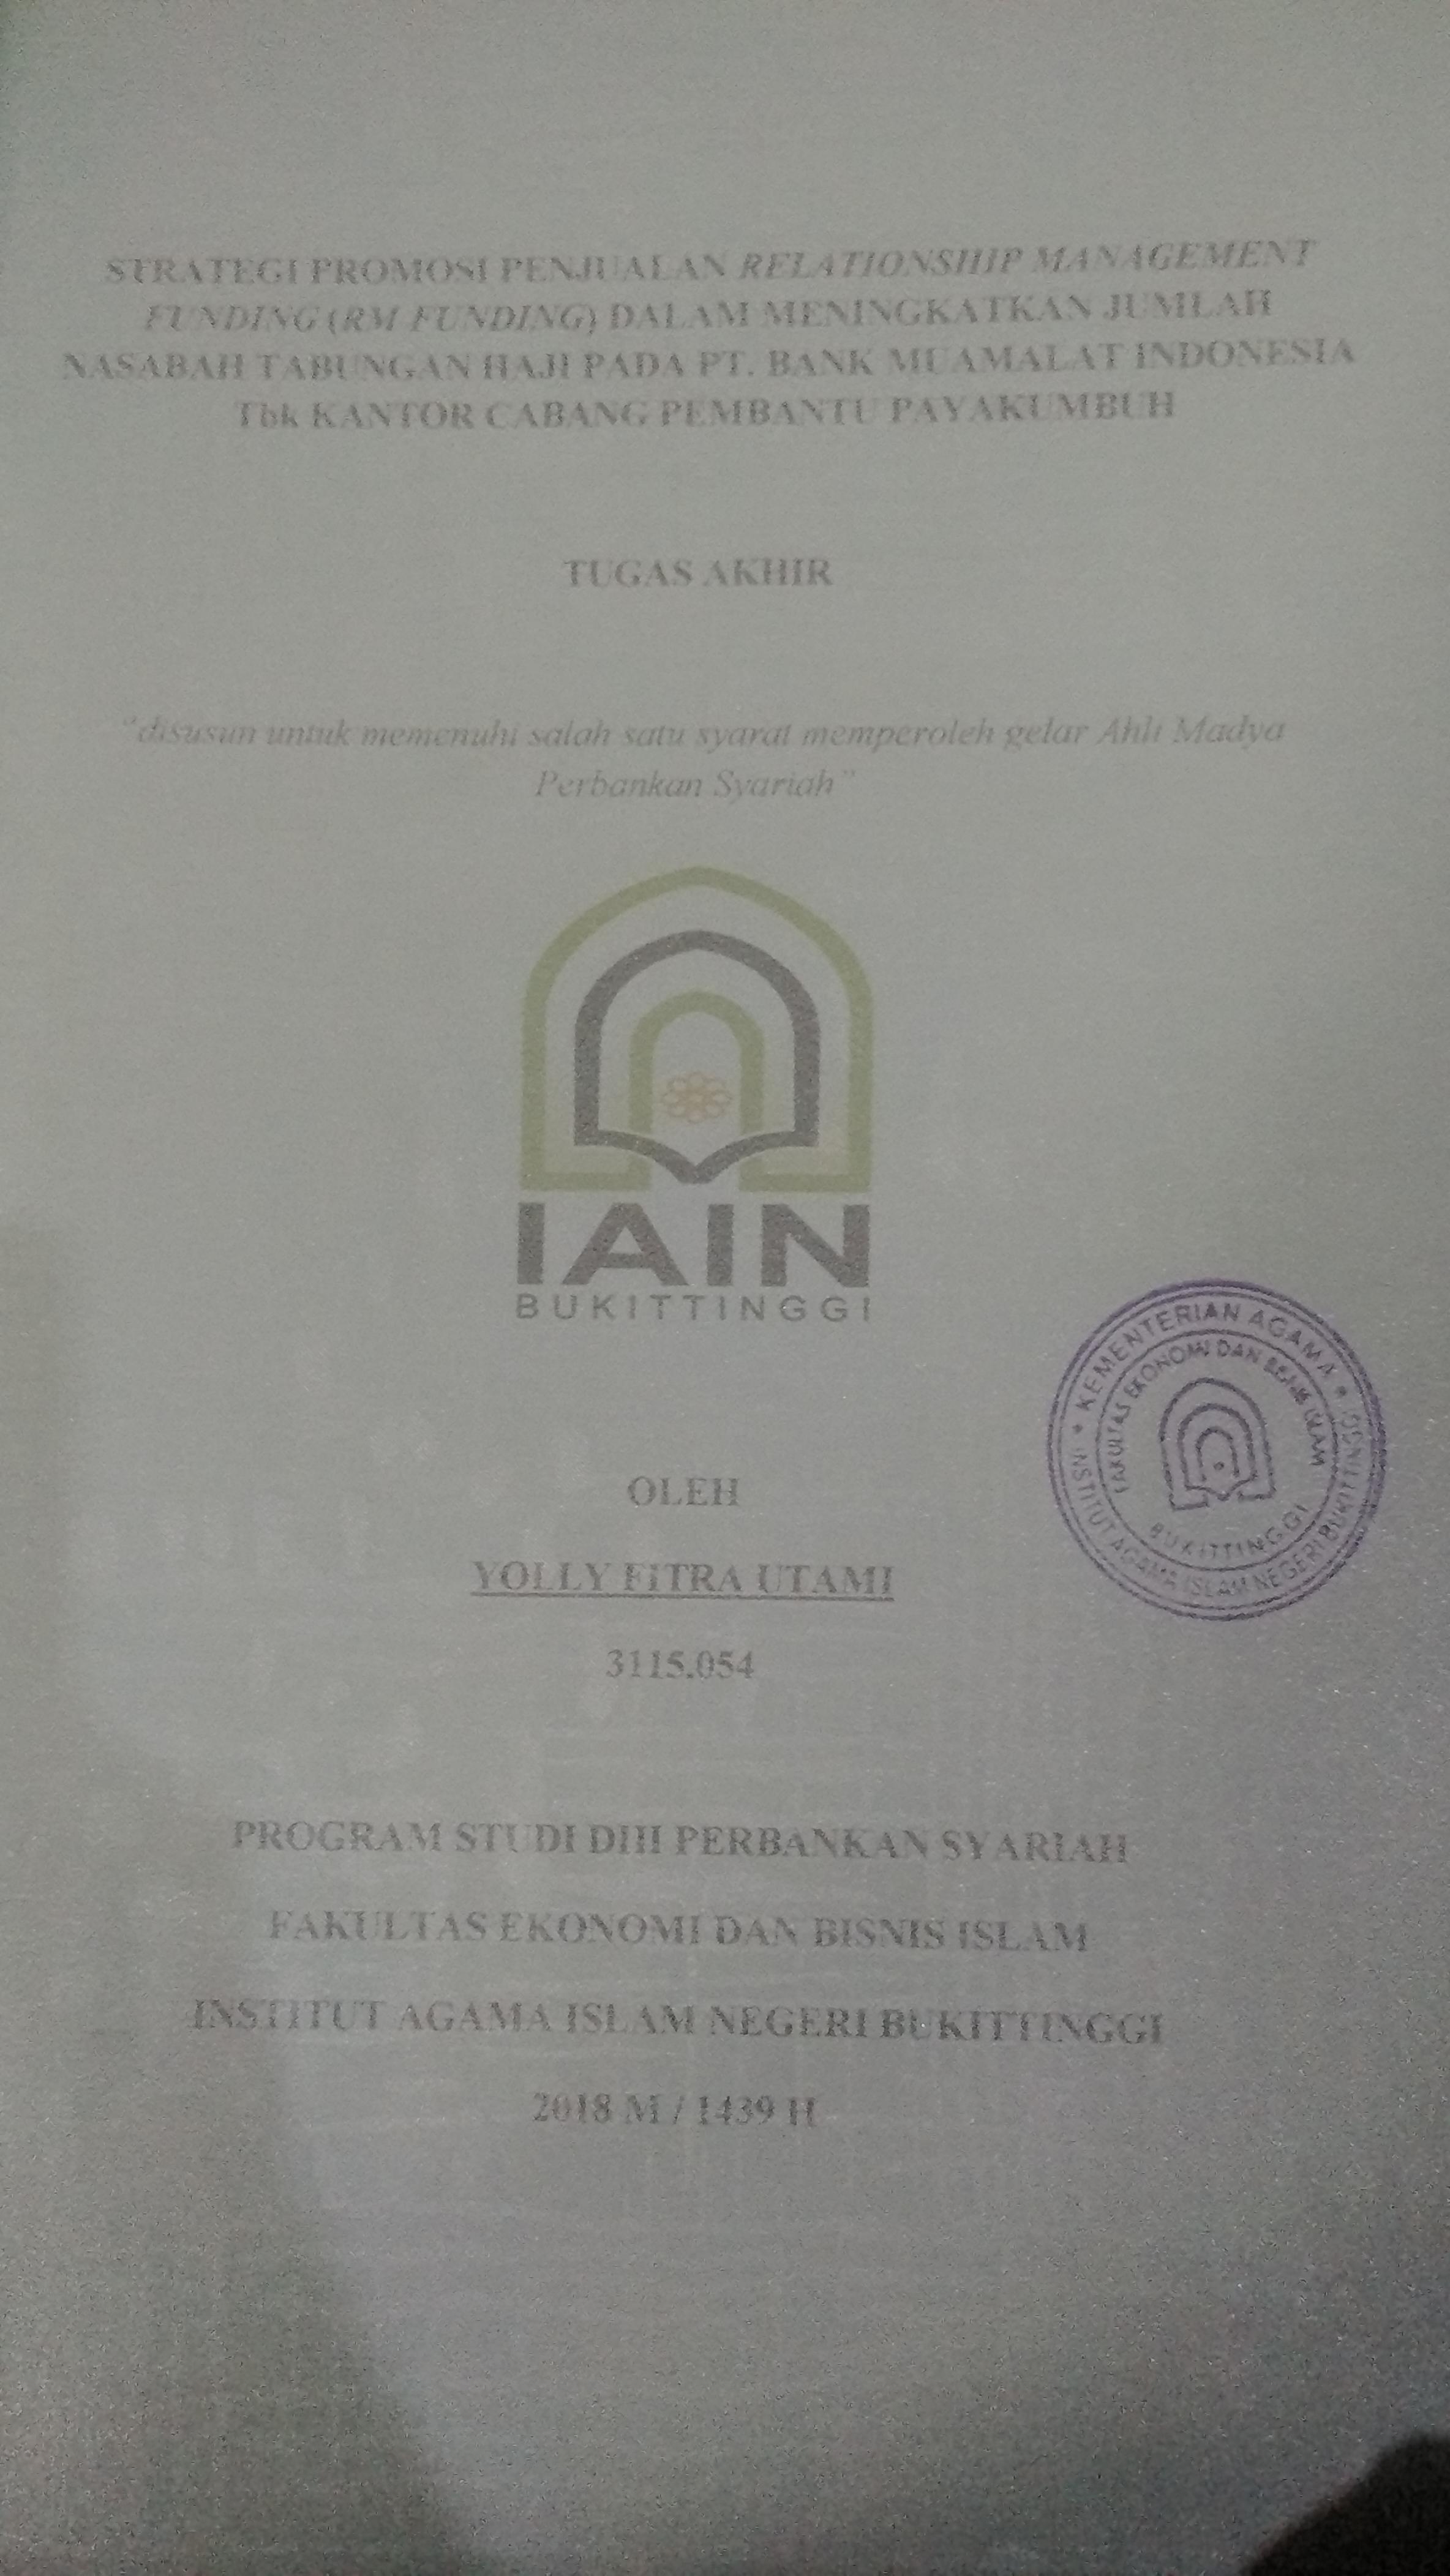 STRATEGI PROMOSI PENJUALAN RELATIONSHIP MANAGEMENT
FUNDING (RM FUNDING) DALAM MENINGKATKAN JUMLAH
NASABAH TABUNGAN HAJI PADA PT. BANK MUAMALAT INDONESIA
Tbk KANTOR CABANG PEMBANTU PAYAKUMBUH
TUGAS AKHIR
"disusun untuk memenuhi salah satu syarat memperoleh gelar Ahli Madya
Perbankan Syariah"
IAIN
BUKITTINGGI
KEMENTERIAN AGAMA
INSTITUT AGAMA ISLAM NEGERI BUKITTINGGI
FAKULTAS EKONOMI DAN BISNIS ISLAM
BUKITTINGGI
OLEH
YOLLY FITRA UTAMI
3115.054
PROGRAM STUDI DIII PERBANKAN SYARIAH
FAKULTAS EKONOMI DAN BISNIS ISLAM
INSTITUT AGAMA ISLAM NEGERI BUKITTINGGI
2018 M / 1439 H